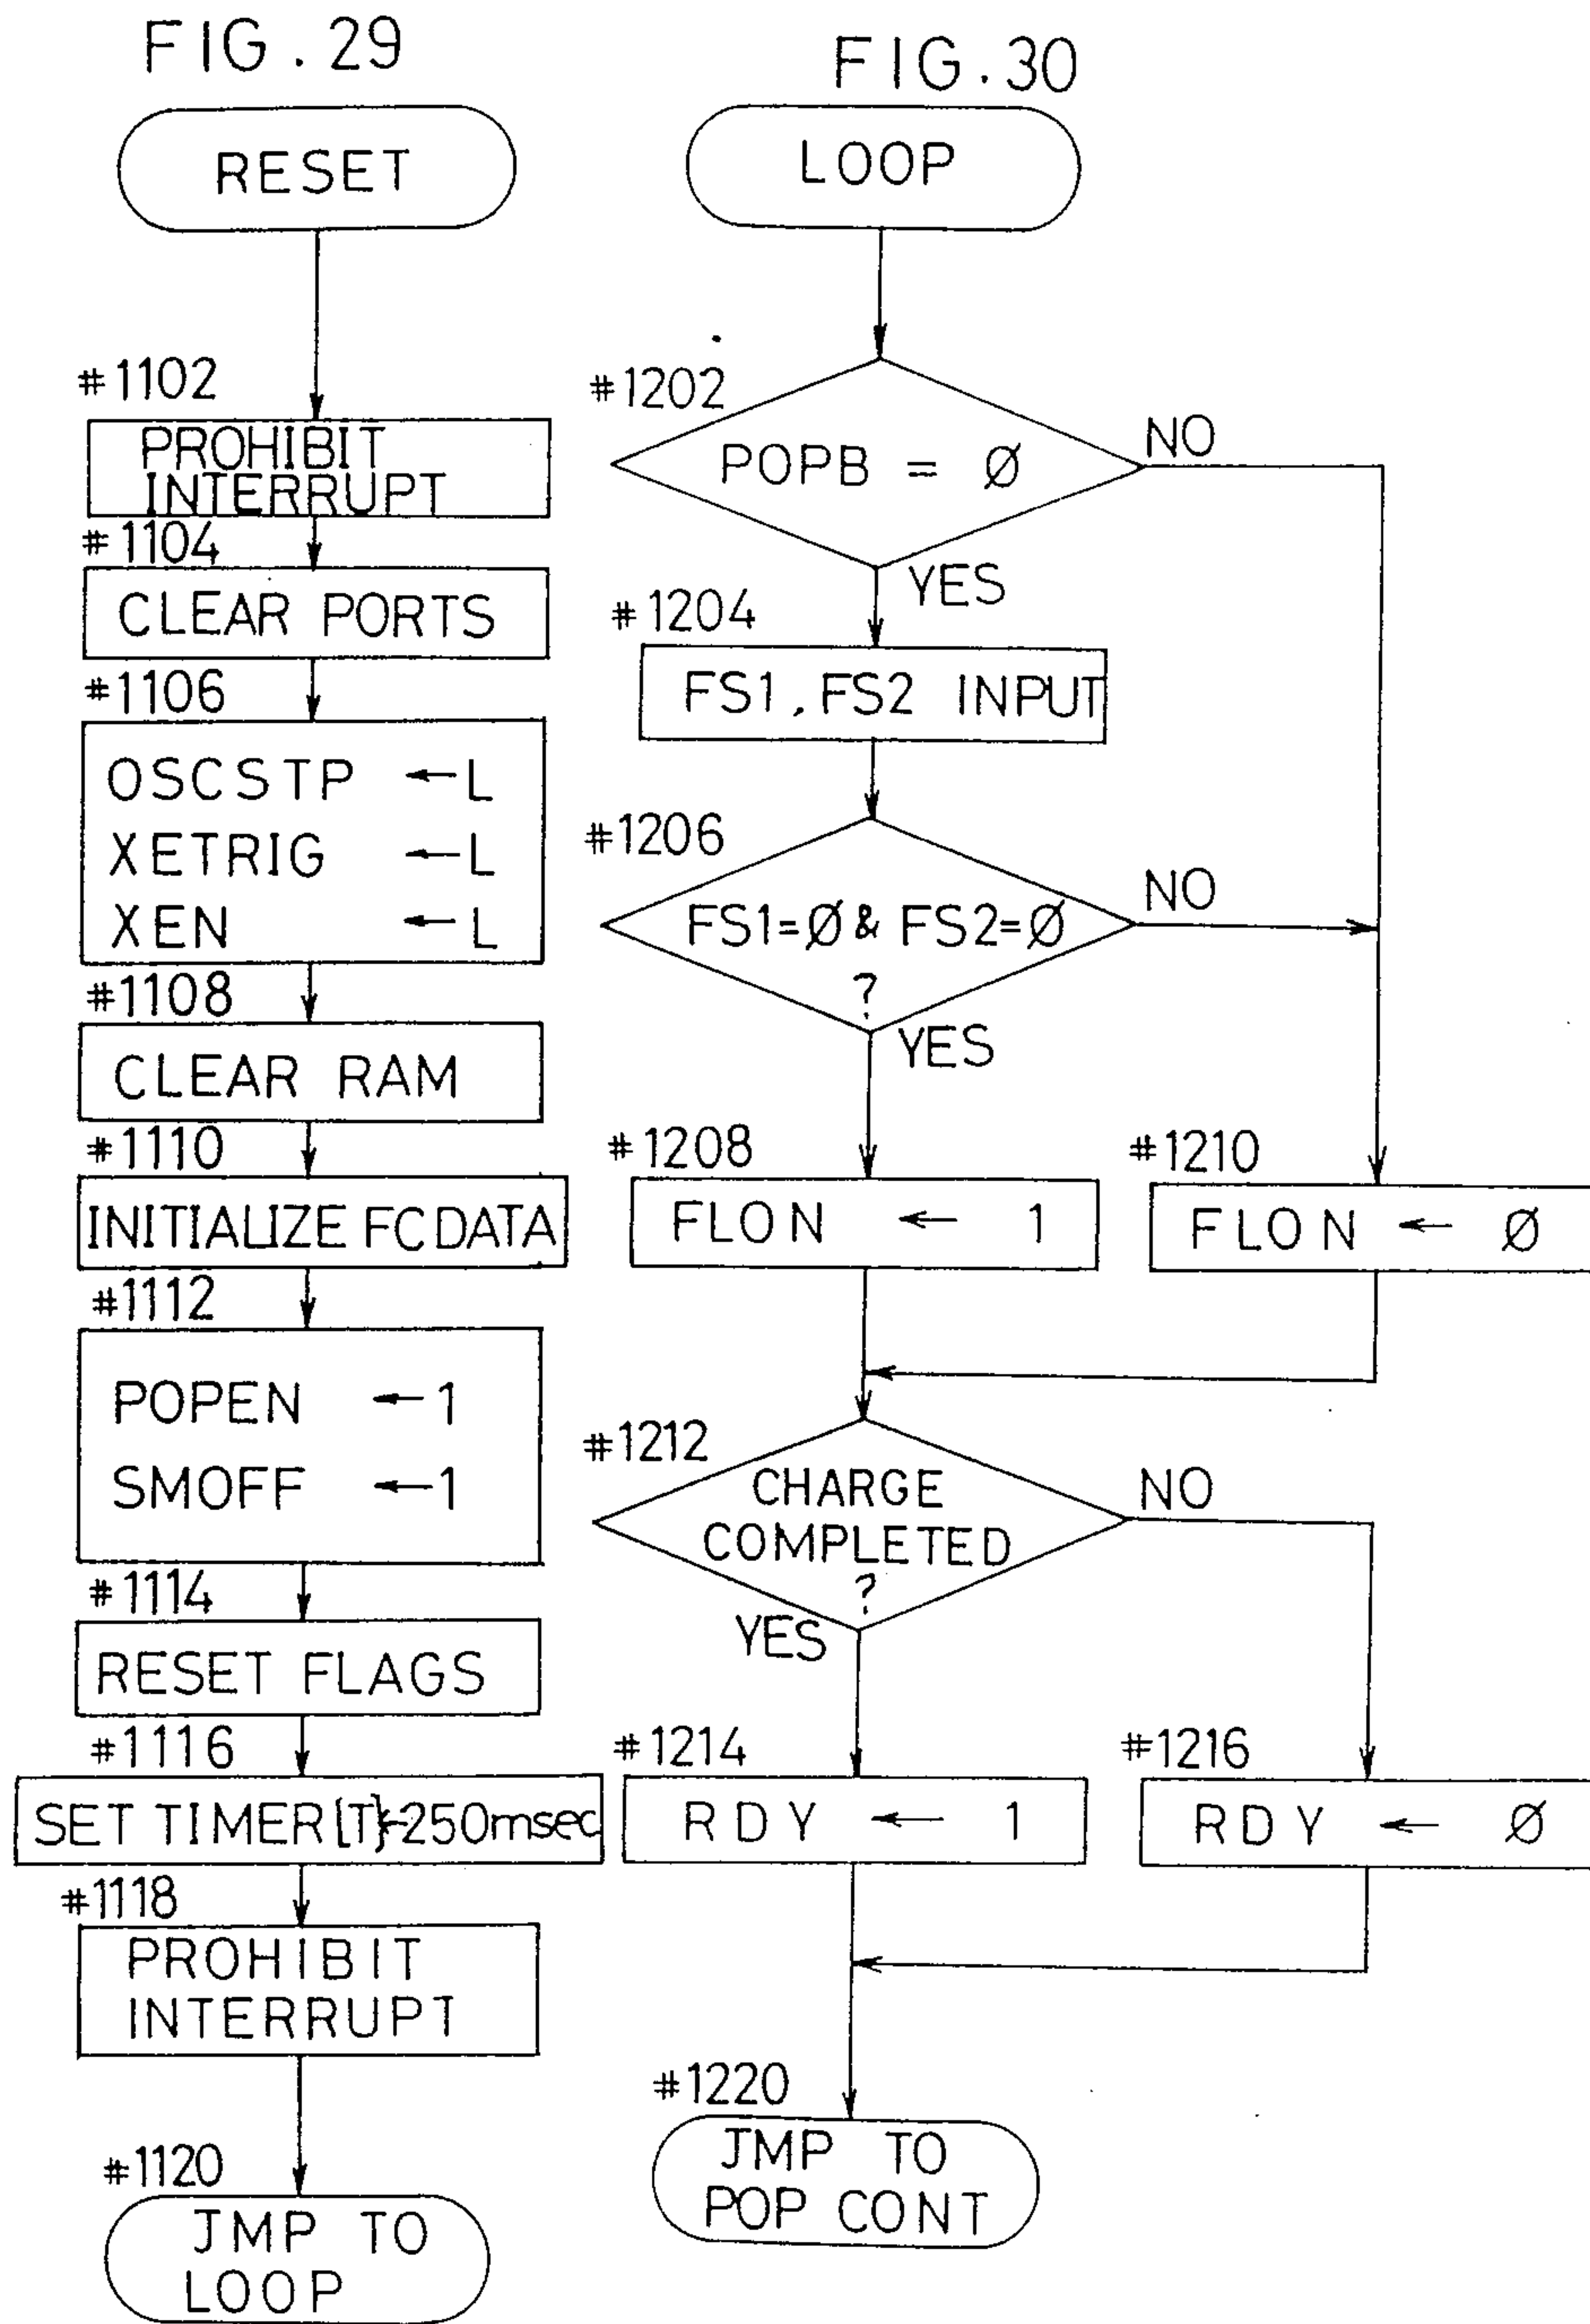 FIG. 29
RESET
#1102
PROHIBIT
INTERRUPT
#1104
CLEAR PORTS
#1106
OSCSTP ←L
XETRIG ←L
XEN ←L
#1108
CLEAR RAM
#1110
INITIALIZE FCDATA
#1112
POPEN ←1
SMOFF ←1
#1114
RESET FLAGS
#1116
SET TIMER[T]←250msec
#1118
PROHIBIT
INTERRUPT
#1120
JMP TO
LOOP
FIG. 30
LOOP
#1202
POPB = Ø
NO
YES
#1204
FS1, FS2 INPUT
#1206
FS1=Ø & FS2=Ø
?
NO
YES
#1208
FLON ← 1
#1210
FLON ← Ø
#1212
CHARGE
COMPLETED
?
NO
YES
#1214
RDY ← 1
#1216
RDY ← Ø
#1220
JMP TO
POP CONT